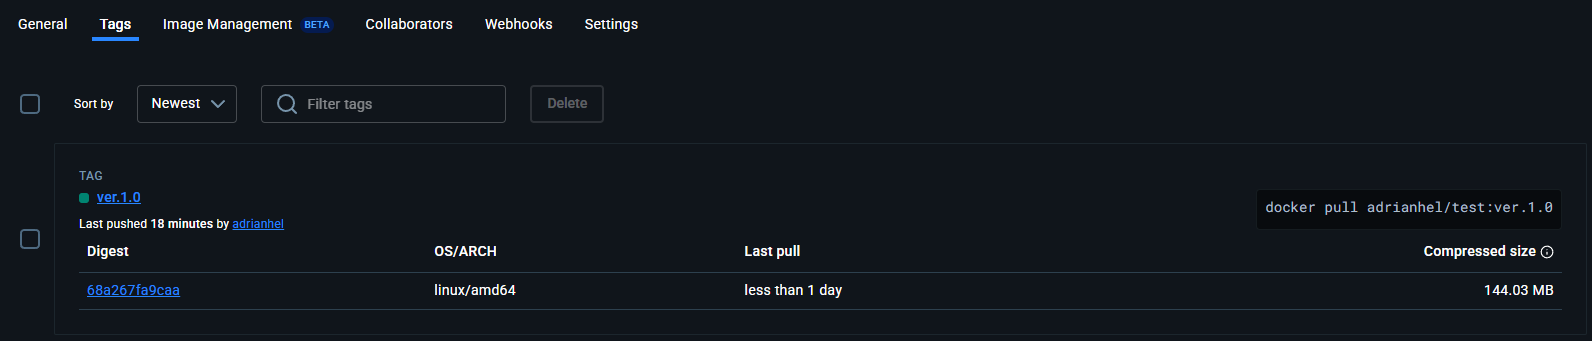 General Tags Image Management BETA Collaborators Webhooks Settings
Sort by Newest Filter tags Delete
TAG
ver.1.0
docker pull adrianhel/test:ver.1.0
Last pushed 18 minutes by adrianhel
Digest OS/ARCH Last pull Compressed size
68a267fa9caa linux/amd64 less than 1 day 144.03 MB